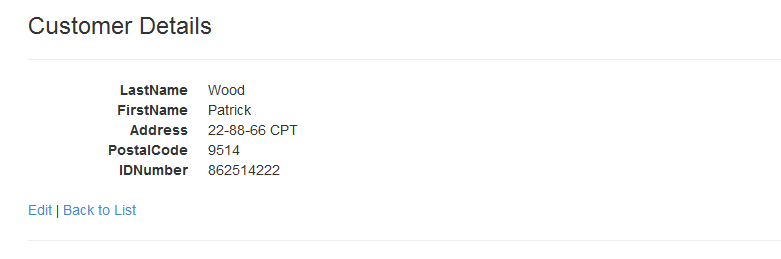 Customer Details
LastName Wood
FirstName Patrick
Address 22-88-66 CPT
PostalCode 9514
IDNumber 862514222
Edit | Back to List